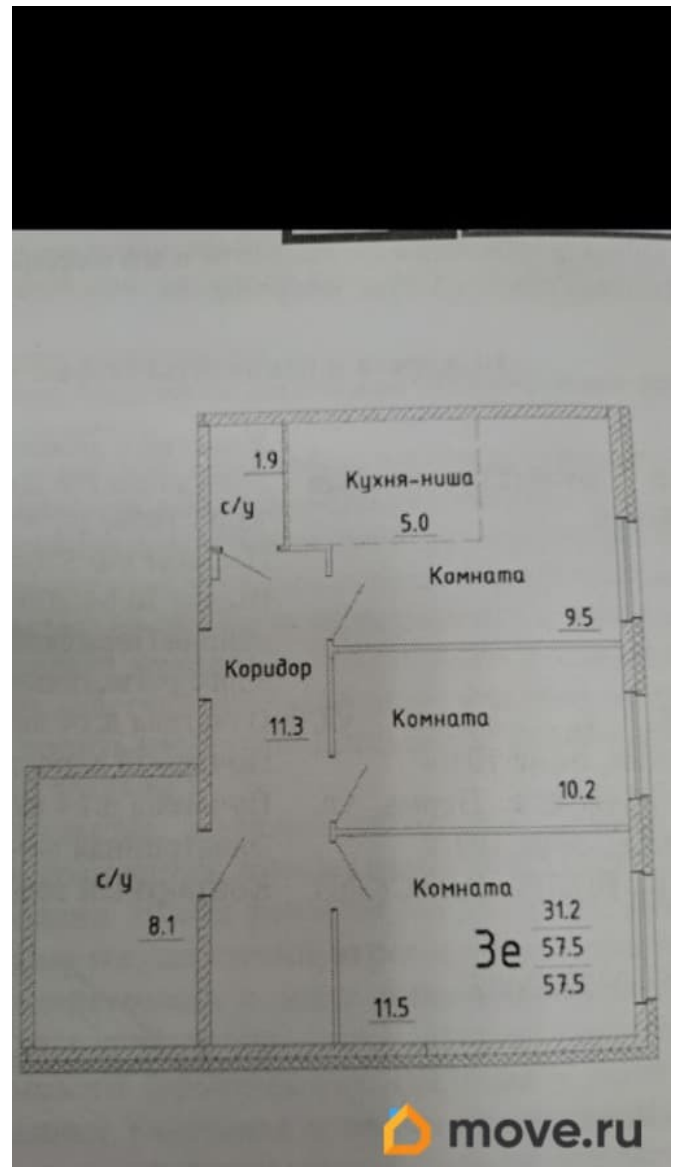 1.9
с/у
Кухня-ниша
5.0
Комната
9.5
Коридор
11.3
Комната
10.2
с/у
8.1
Комната
3е
31.2
57.5
57.5
11.5
move.ru